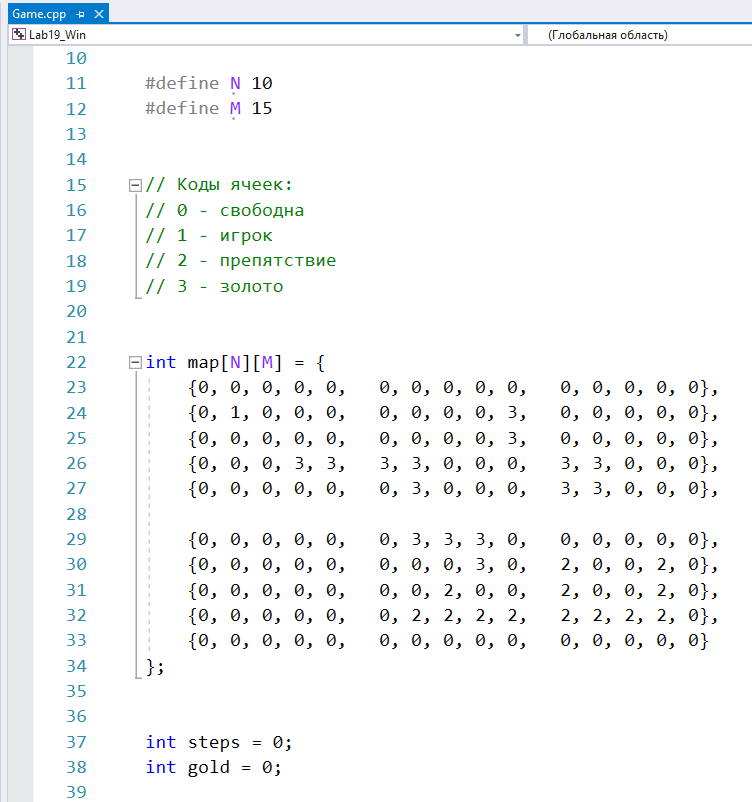 Game.cpp
Lab19_Win (Глобальная область)
10
11 #define N 10
12 #define M 15
13
14
15 // Коды ячеек:
16 // 0 - свободна
17 // 1 - игрок
18 // 2 - препятствие
19 // 3 - золото
20
21
22 int map[N][M] = {
23 {0, 0, 0, 0, 0, 0, 0, 0, 0, 0, 0, 0, 0, 0, 0},
24 {0, 1, 0, 0, 0, 0, 0, 0, 0, 3, 0, 0, 0, 0, 0},
25 {0, 0, 0, 0, 0, 0, 0, 0, 0, 3, 0, 0, 0, 0, 0},
26 {0, 0, 0, 3, 3, 3, 3, 0, 0, 0, 3, 3, 0, 0, 0},
27 {0, 0, 0, 0, 0, 0, 3, 0, 0, 0, 3, 3, 0, 0, 0},
28
29 {0, 0, 0, 0, 0, 0, 3, 3, 3, 0, 0, 0, 0, 0, 0},
30 {0, 0, 0, 0, 0, 0, 0, 0, 3, 0, 2, 0, 0, 2, 0},
31 {0, 0, 0, 0, 0, 0, 0, 2, 0, 0, 2, 0, 0, 2, 0},
32 {0, 0, 0, 0, 0, 0, 2, 2, 2, 2, 2, 2, 2, 2, 0},
33 {0, 0, 0, 0, 0, 0, 0, 0, 0, 0, 0, 0, 0, 0, 0}
34 };
35
36
37 int steps = 0;
38 int gold = 0;
39